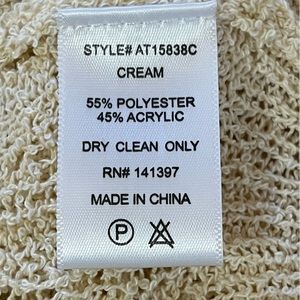 STYLE# AT15838C
CREAM
55% POLYESTER
45% ACRYLIC
DRY CLEAN ONLY
RN# 141397
MADE IN CHINA
P